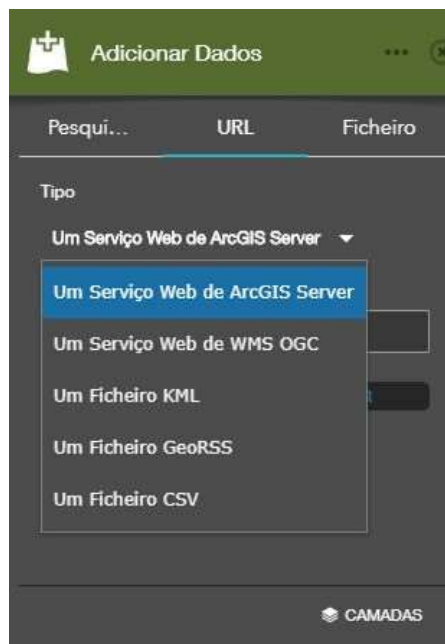 Adicionar Dados
Pesqui... URL Ficheiro
Tipo
Um Serviço Web de ArcGIS Server
Um Serviço Web de ArcGIS Server
Um Serviço Web de WMS OGC
Um Ficheiro KML
Um Ficheiro GeoRSS
Um Ficheiro CSV
CAMADAS